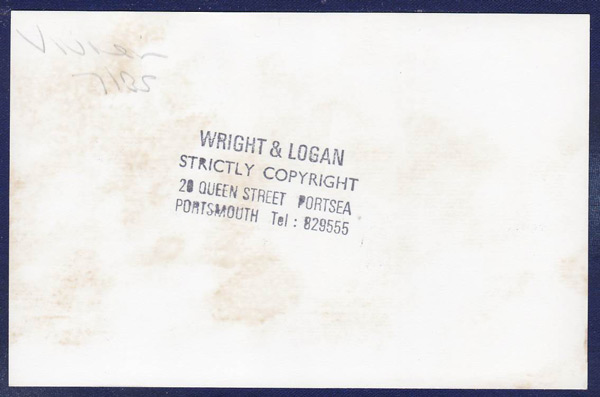 WRIGHT & LOGAN
STRICTLY COPYRIGHT
20 QUEEN STREET PORTSEA
PORTSMOUTH Tel : 829555